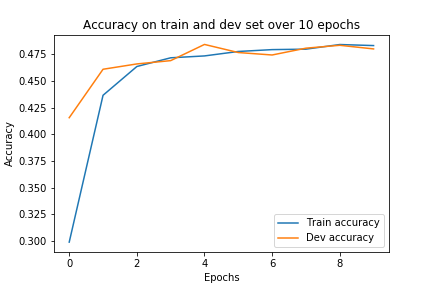 Accuracy on train and dev set over 10 epochs
0.475
0.450
0.425
0.400
0.375
0.350
0.325
0.300
Accuracy
0 2 4 6 8
Epochs
Train accuracy
Dev accuracy